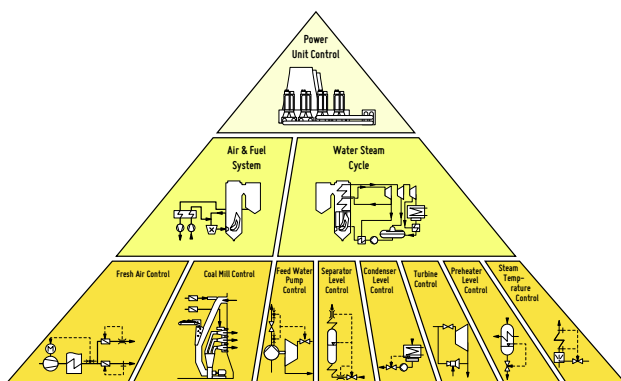 Power
Unit Control
Air & Fuel
System
Water Steam
Cycle
Fresh Air Control
Coal Mill Control
Feed Water
Pump
Control
Separator
Level
Control
Condenser
Level
Control
Turbine
Control
Preheater
Level
Control
Steam
Temp-
rature
Control
M